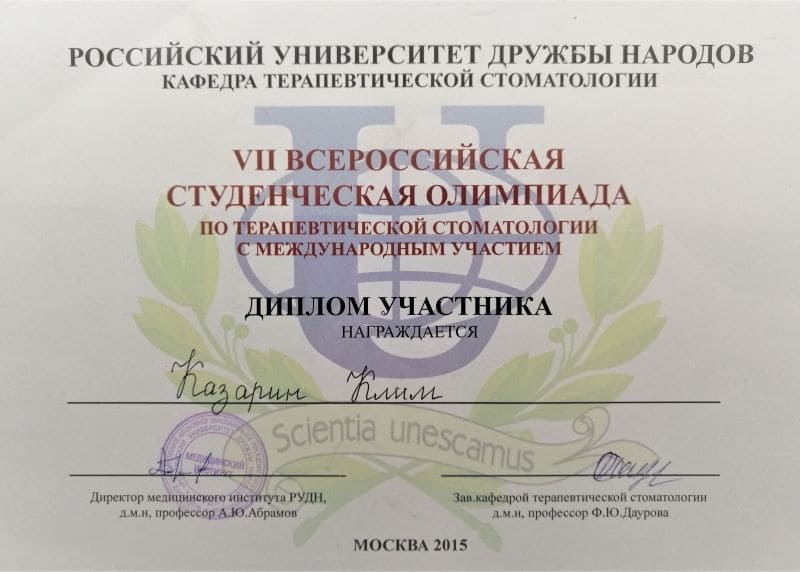 РОССИЙСКИЙ УНИВЕРСИТЕТ ДРУЖБЫ НАРОДОВ
КАФЕДРА ТЕРАПЕВТИЧЕСКОЙ СТОМАТОЛОГИИ
VII ВСЕРОССИЙСКАЯ
СТУДЕНЧЕСКАЯ ОЛИМПИАДА
ПО ТЕРАПЕВТИЧЕСКОЙ СТОМАТОЛОГИИ
С МЕЖДУНАРОДНЫМ УЧАСТИЕМ
ДИПЛОМ УЧАСТНИКА
НАГРАЖДАЕТСЯ
Казарин Клим
Scientia unescamus
МЕДИЦИНСКИЙ
ИНСТИТУТ
Директор медицинского института РУДН,
д.м.н, профессор А.Ю.Абрамов
Зав.кафедрой терапевтической стоматологии
д.м.н., профессор Ф.Ю.Даурова
МОСКВА 2015